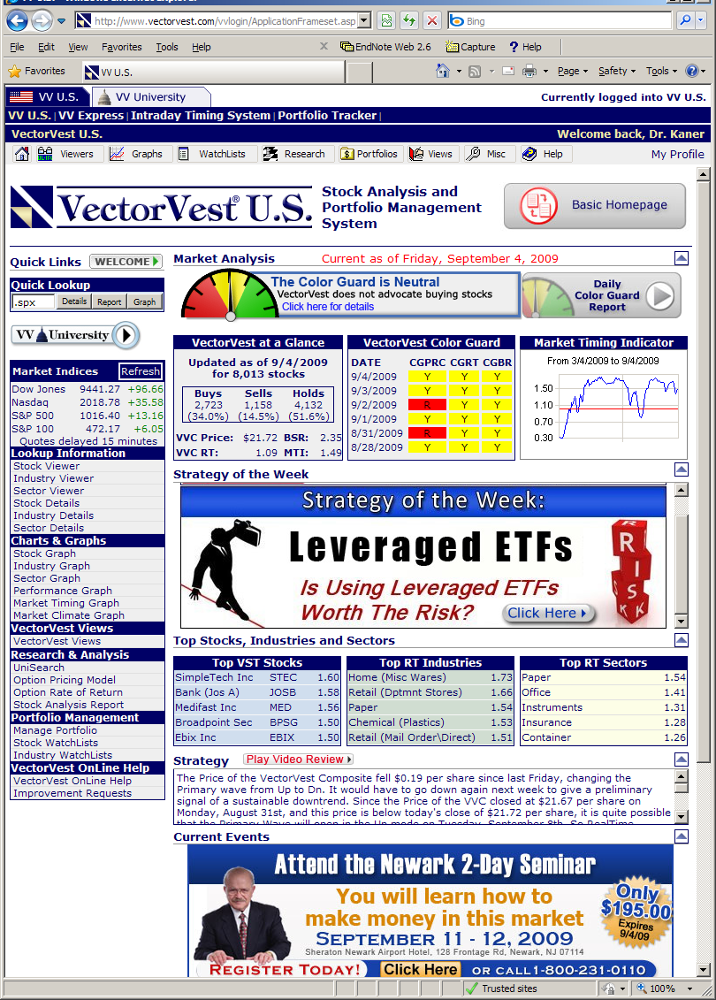 http://www.vectorvest.com/vvlogin/ApplicationFrameset.asp
Bing
File Edit View Favorites Tools Help x EndNote Web 2.6 Capture Help
Favorites VV U.S. Page Safety Tools
VV U.S. VV University Currently logged into VV U.S.
VV U.S. | VV Express | Intraday Timing System | Portfolio Tracker |
VectorVest U.S. Welcome back, Dr. Kaner
Viewers Graphs WatchLists Research Portfolios Views Misc Help My Profile
VectorVest® U.S.
Stock Analysis and
Portfolio Management
System
Basic Homepage
Quick Links WELCOME
Quick Lookup
.spx Details Report Graph
VV University
Market Indices Refresh
Dow Jones 9441.27 +96.66
Nasdaq 2018.78 +35.58
S&P 500 1016.40 +13.16
S&P 100 472.17 +6.05
Quotes delayed 15 minutes
Lookup Information
Stock Viewer
Industry Viewer
Sector Viewer
Stock Details
Industry Details
Sector Details
Charts & Graphs
Stock Graph
Industry Graph
Sector Graph
Performance Graph
Market Timing Graph
Market Climate Graph
VectorVest Views
VectorVest Views
Research & Analysis
UniSearch
Option Pricing Model
Option Rate of Return
Stock Analysis Report
Portfolio Management
Manage Portfolio
Stock WatchLists
Industry WatchLists
VectorVest OnLine Help
VectorVest OnLine Help
Improvement Requests
Market Analysis Current as of Friday, September 4, 2009
The Color Guard is Neutral
VectorVest does not advocate buying stocks
Click here for details
Daily
Color Guard
Report
VectorVest at a Glance
Updated as of 9/4/2009
for 8,013 stocks
Buys Sells Holds
2,723 1,158 4,132
(34.0%) (14.5%) (51.6%)
VVC Price: $21.72 BSR: 2.35
VVC RT: 1.09 MTI: 1.49
VectorVest Color Guard
DATE CGPRC CGRT CGBR
9/4/2009 Y Y Y
9/3/2009 Y Y Y
9/2/2009 R Y Y
9/1/2009 Y Y Y
8/31/2009 R Y Y
8/28/2009 Y Y Y
Market Timing Indicator
From 3/4/2009 to 9/4/2009
1.50
1.10
0.70
0.30
Strategy of the Week
Strategy of the Week:
Leveraged ETFs
Is Using Leveraged ETFs
Worth The Risk?
Click Here
R
I
S
S K
Top Stocks, Industries and Sectors
Top VST Stocks
SimpleTech Inc STEC 1.60
Bank (Jos A) JOSB 1.58
Medifast Inc MED 1.56
Broadpoint Sec BPSG 1.50
Ebix Inc EBIX 1.50
Top RT Industries
Home (Misc Wares) 1.73
Retail (Dptmnt Stores) 1.66
Paper 1.54
Chemical (Plastics) 1.53
Retail (Mail Order\Direct) 1.51
Top RT Sectors
Paper 1.54
Office 1.41
Instruments 1.31
Insurance 1.28
Container 1.26
Strategy Play Video Review
The Price of the VectorVest Composite fell $0.19 per share since last Friday, changing the
Primary wave from Up to Dn. It would have to go down again next week to give a preliminary
signal of a sustainable downtrend. Since the Price of the VVC closed at $21.67 per share on
Monday, August 31st, and this price is below today's close of $21.72 per share, it is quite possible
that the Primary Wave will open in the Up mode on Tuesday, September 8th. So RealTime
Current Events
Attend the Newark 2-Day Seminar
You will learn how to
make money in this market
SEPTEMBER 11 - 12, 2009
Sheraton Newark Airport Hotel, 128 Frontage Rd, Newark, NJ 07114
REGISTER TODAY! Click Here OR CALL 1-800-231-0110
Only
$195.00
Expires
9/4/09
Trusted sites 100%